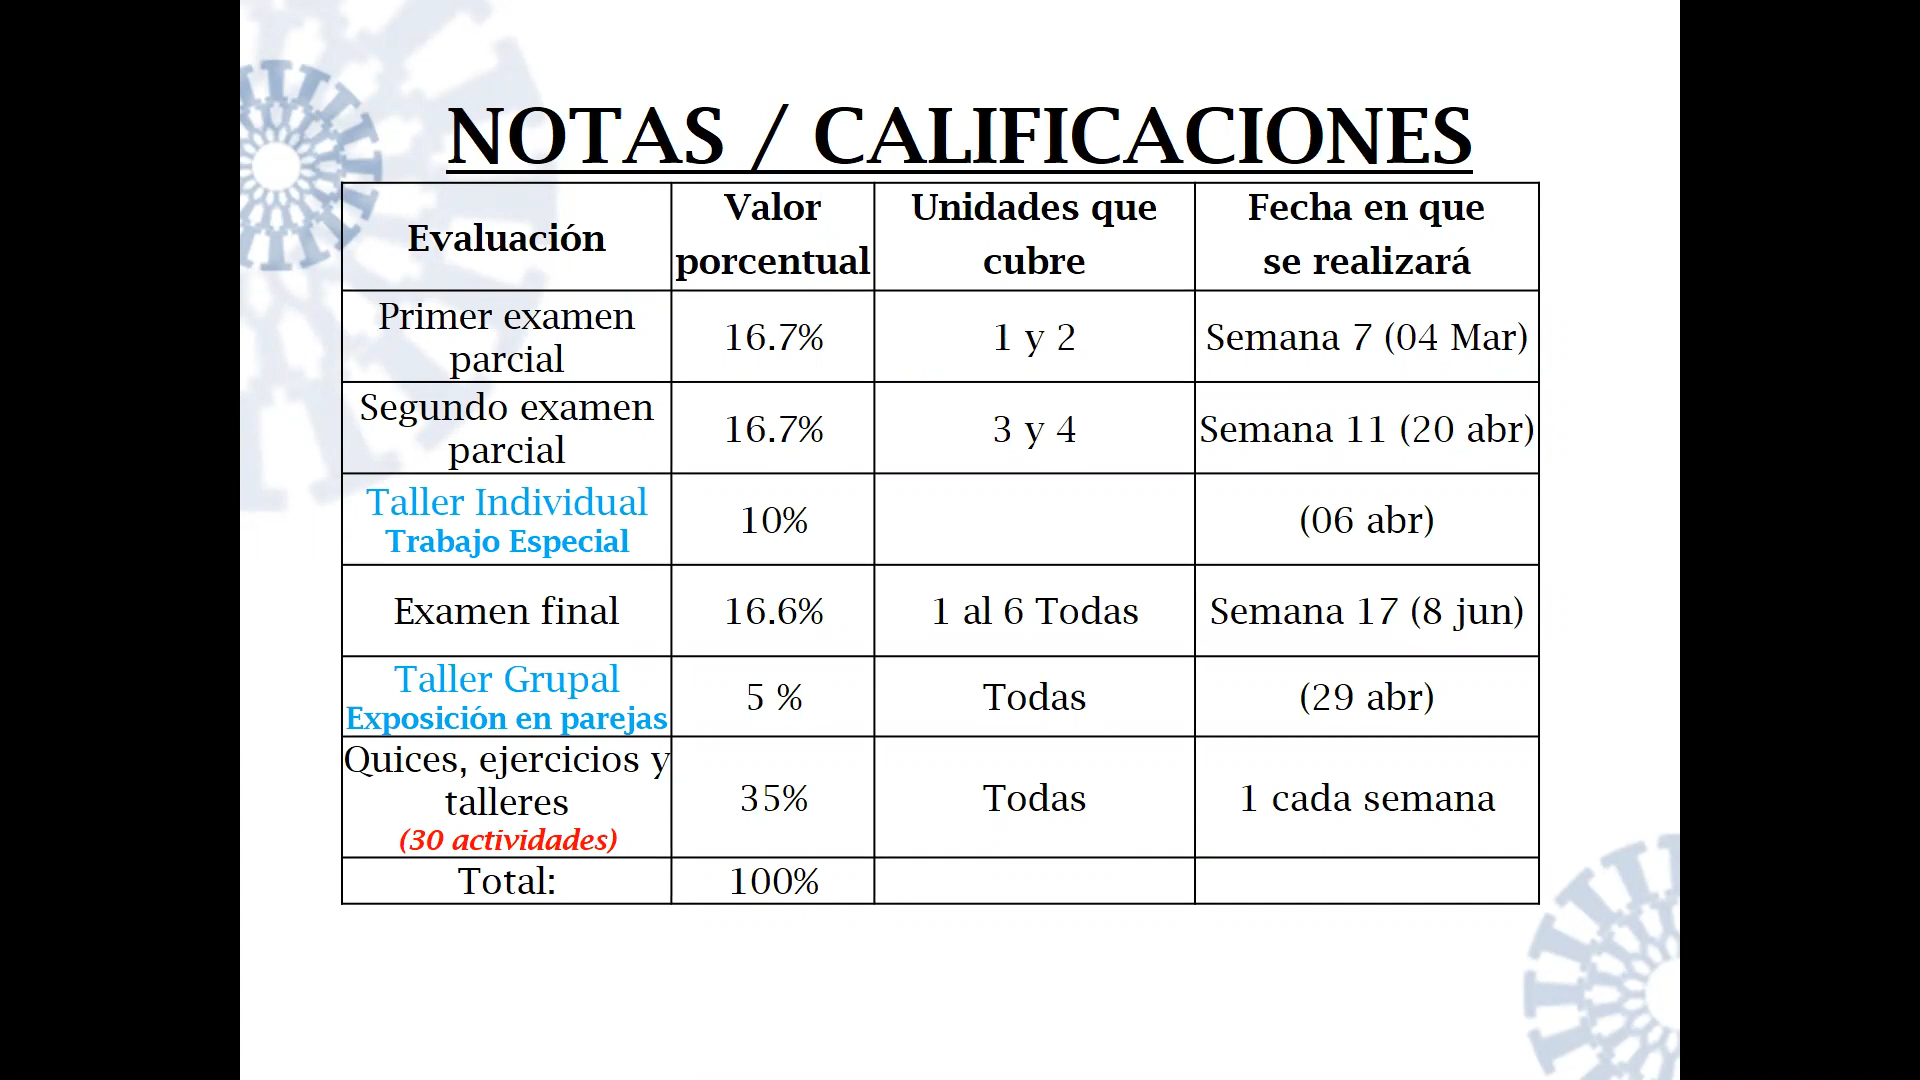 NOTAS / CALIFICACIONES
Evaluación
Valor
porcentual
Unidades que
cubre
Fecha en que
se realizará
Primer examen
parcial
16.7%
1 y 2
Semana 7 (04 Mar)
Segundo examen
parcial
16.7%
3 y 4
Semana 11 (20 abr)
Taller Individual
Trabajo Especial
10%
(06 abr)
Examen final
16.6%
1 al 6 Todas
Semana 17 (8 jun)
Taller Grupal
Exposición en parejas
5 %
Todas
(29 abr)
Quices, ejercicios y
talleres
(30 actividades)
35%
Todas
1 cada semana
Total:
100%